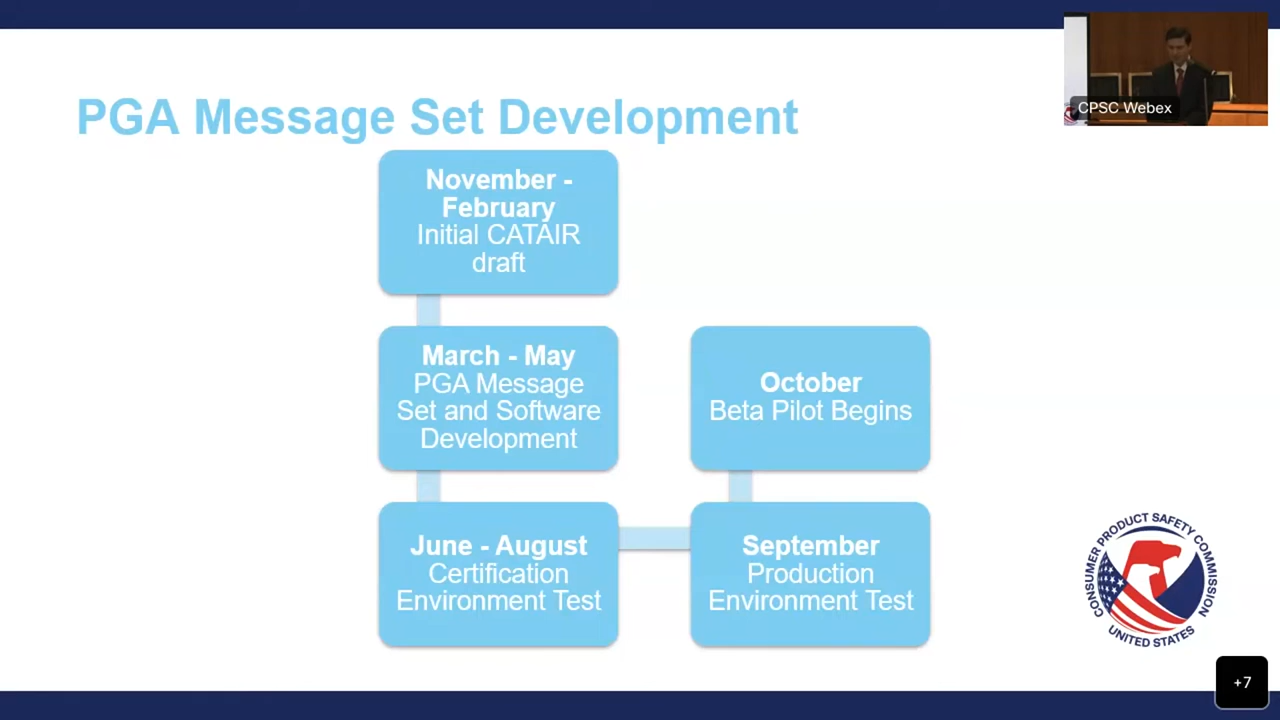 PGA Message Set Development
CPSC Webex
November -
February
Initial CATAIR
draft
March - May
PGA Message
Set and Software
Development
June - August
Certification
Environment Test
September
Production
Environment Test
October
Beta Pilot Begins
CONSUMER PRODUCT SAFETY COMMISSION
UNITED STATES
+7